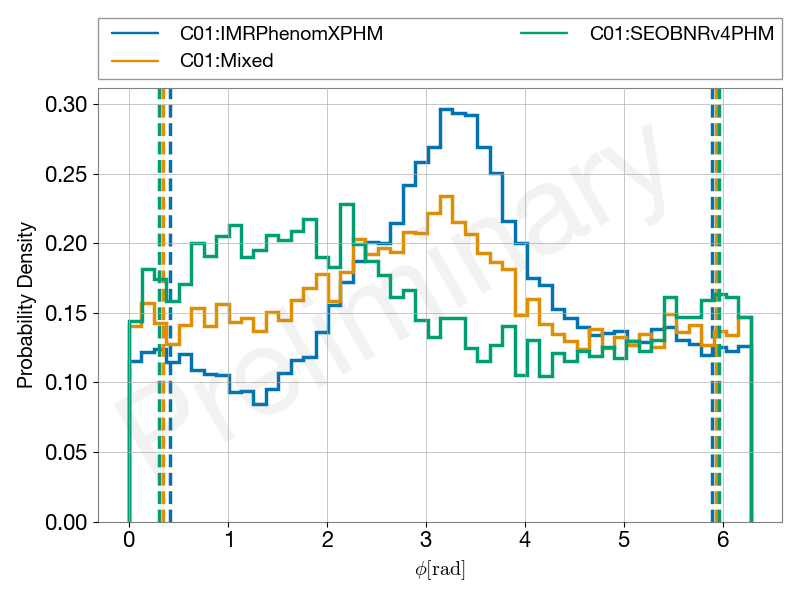 C01:IMRPhenomXPHM
C01:Mixed
C01:SEOBNRv4PHM
Probability Density
0.30
0.25
0.20
0.15
0.10
0.05
0.00
Preliminary
0 1 2 3 4 5 6
ϕ[rad]